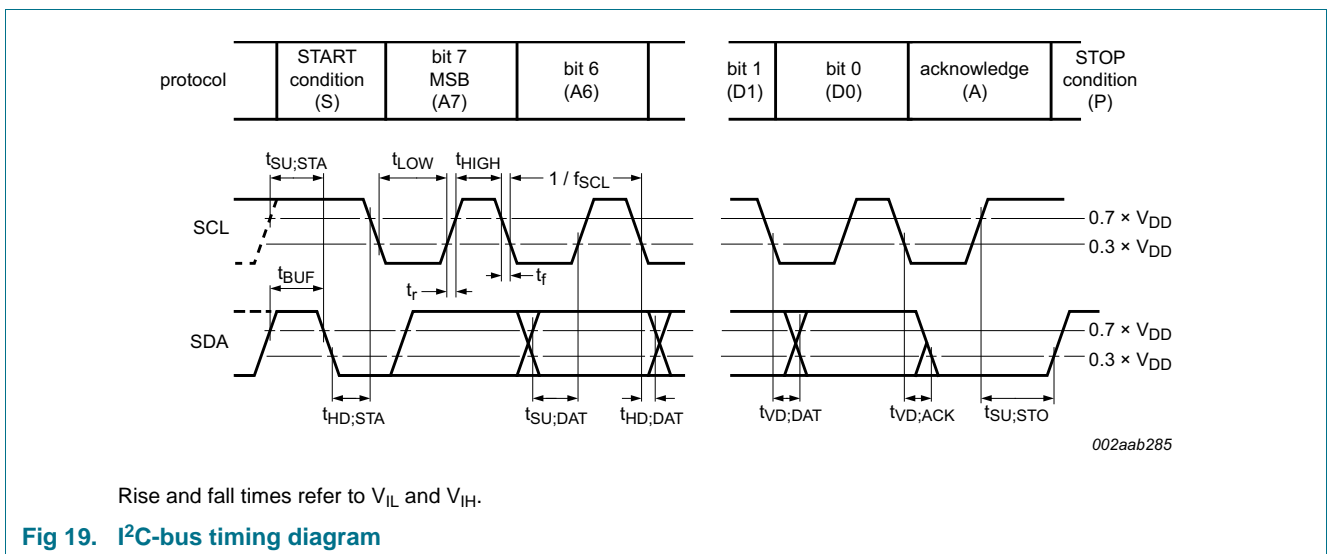 protocol
START
condition
(S)
bit 7
MSB
(A7)
bit 6
(A6)
bit 1
(D1)
bit 0
(D0)
acknowledge
(A)
STOP
condition
(P)
tSU;STA
tLOW
tHIGH
1 / fSCL
SCL
0.7 × VDD
0.3 × VDD
tBUF
tr
tf
SDA
0.7 × VDD
0.3 × VDD
tHD;STA
tSU;DAT
tHD;DAT
tVD;DAT
tVD;ACK
tSU;STO
002aab285
Rise and fall times refer to VIL and VIH.
Fig 19. I²C-bus timing diagram